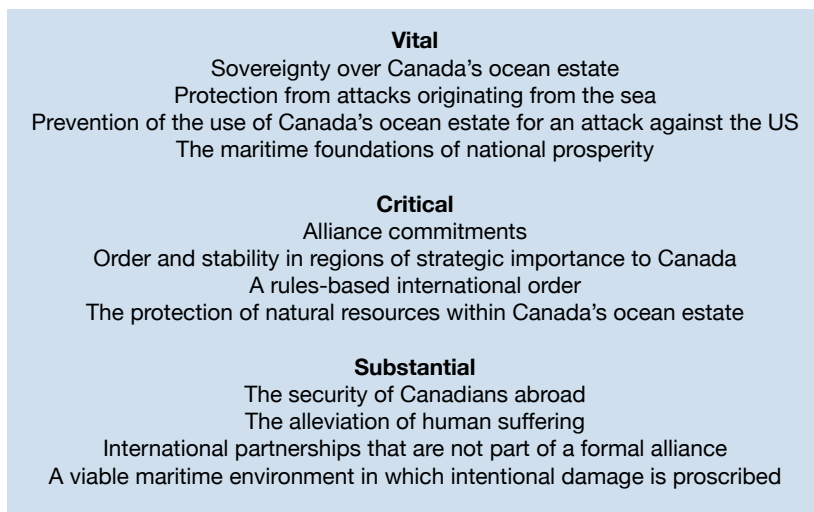 Vital
Sovereignty over Canada’s ocean estate
Protection from attacks originating from the sea
Prevention of the use of Canada’s ocean estate for an attack against the US
The maritime foundations of national prosperity
Critical
Alliance commitments
Order and stability in regions of strategic importance to Canada
A rules-based international order
The protection of natural resources within Canada’s ocean estate
Substantial
The security of Canadians abroad
The alleviation of human suffering
International partnerships that are not part of a formal alliance
A viable maritime environment in which intentional damage is proscribed